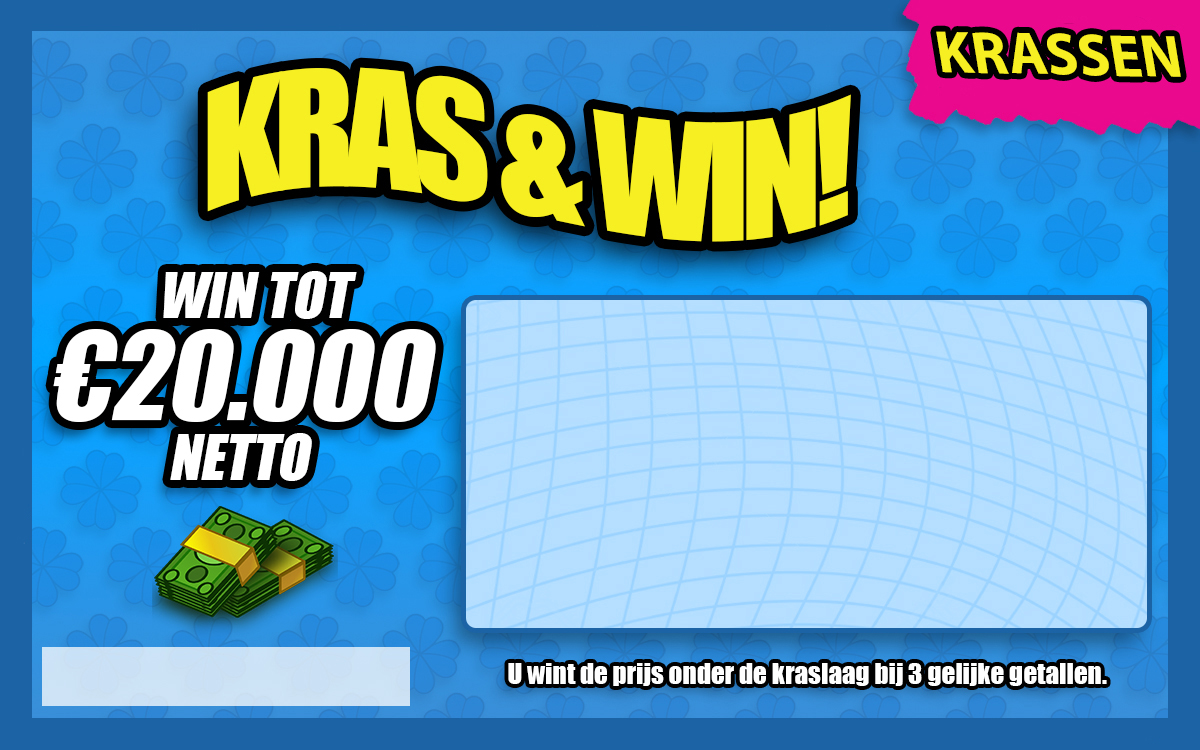 KRASSEN
KRAS & WIN!
WIN TOT
€20.000
NETTO
U wint de prijs onder de kraslaag bij 3 gelijke getallen.